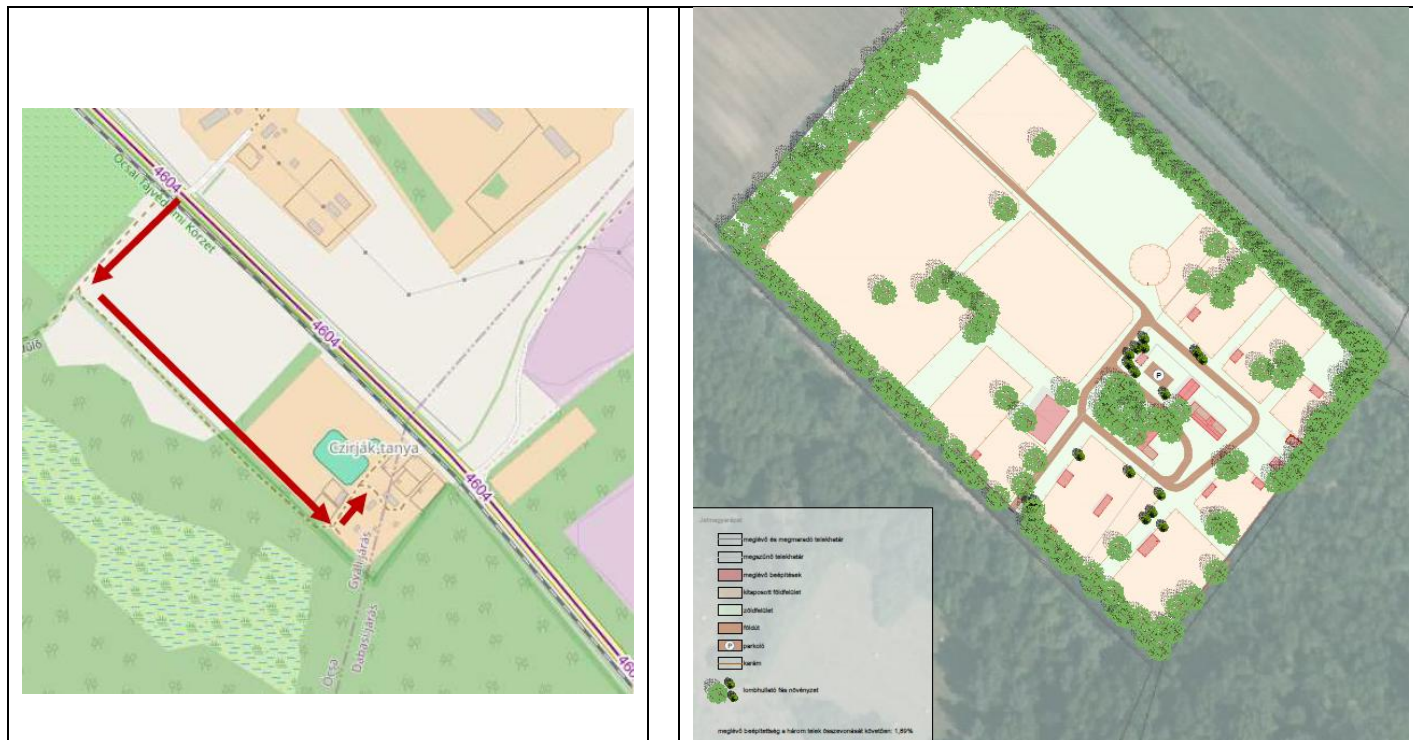 4604
Ócsai Tájvédelmi Körzet
4604
Czirják tanya
4604
Gyáli járás
Ócsa
Dabasi járás
460
P
Jelmagyarázat
meglévő és megmaradó telekhatár
megszűnő telekhatár
meglévő beépítések
kitaposott földfelület
zöldfelület
földút
P parkoló
karám
lombhullató fás növényzet
meglévő beépítettség a három telek összevonását követően: 1,89%